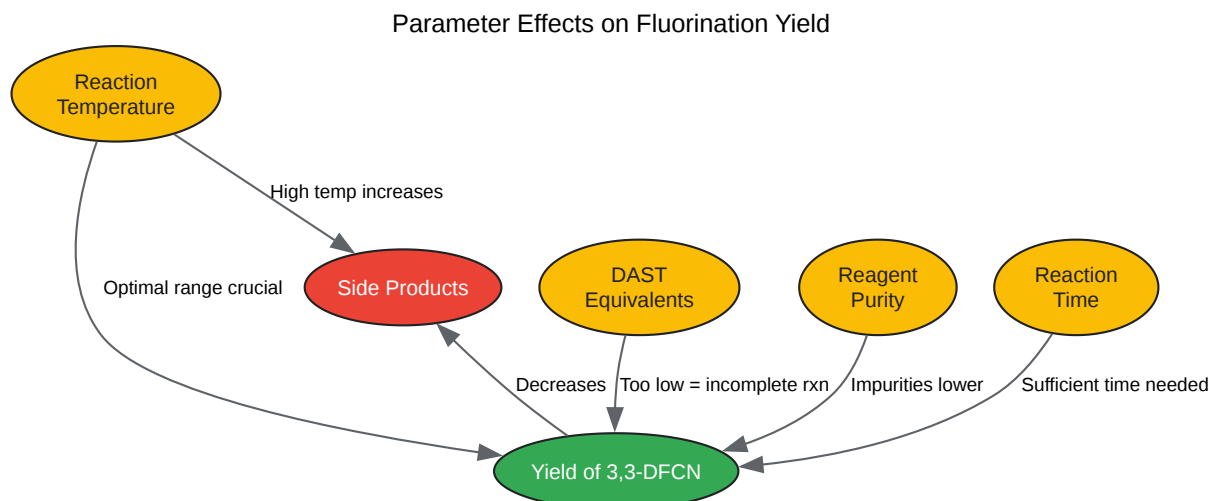 Parameter Effects on Fluorination Yield
Reaction
Temperature
High temp increases
Optimal range crucial
Side Products
DAST
Equivalents
Reagent
Purity
Reaction
Time
Decreases
Too low = incomplete rxn
Impurities lower
Sufficient time needed
Yield of 3,3-DFCN